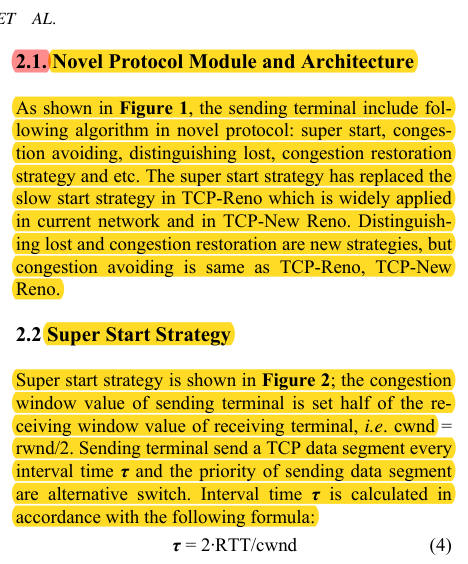 ET AL.
2.1. Novel Protocol Module and Architecture
As shown in Figure 1, the sending terminal include fol-
lowing algorithm in novel protocol: super start, conges-
tion avoiding, distinguishing lost, congestion restoration
strategy and etc. The super start strategy has replaced the
slow start strategy in TCP-Reno which is widely applied
in current network and in TCP-New Reno. Distinguish-
ing lost and congestion restoration are new strategies, but
congestion avoiding is same as TCP-Reno, TCP-New
Reno.
2.2 Super Start Strategy
Super start strategy is shown in Figure 2; the congestion
window value of sending terminal is set half of the re-
ceiving window value of receiving terminal, i.e. cwnd =
rwnd/2. Sending terminal send a TCP data segment every
interval time τ and the priority of sending data segment
are alternative switch. Interval time τ is calculated in
accordance with the following formula:
τ = 2·RTT/cwnd (4)